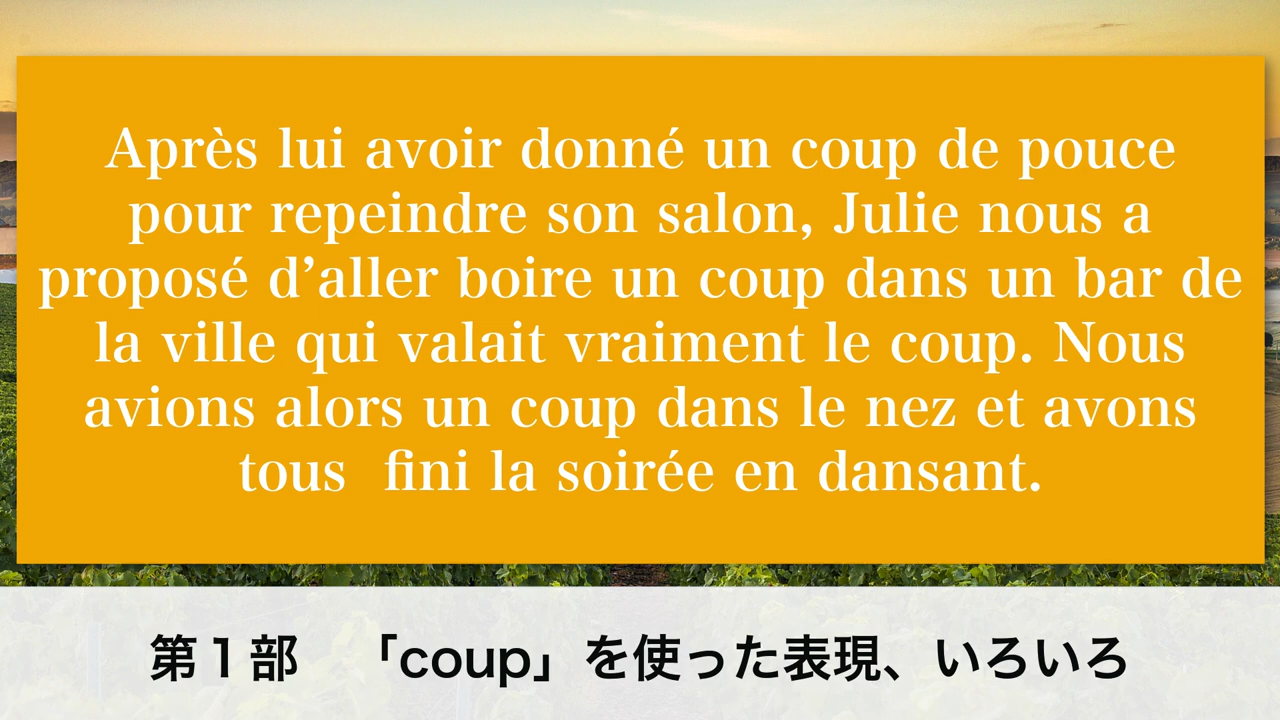 Après lui avoir donné un coup de pouce
pour repeindre son salon, Julie nous a
proposé d’aller boire un coup dans un bar de
la ville qui valait vraiment le coup. Nous
avions alors un coup dans le nez et avons
tous  fini la soirée en dansant.
第１部　「coup」を使った表現、いろいろ